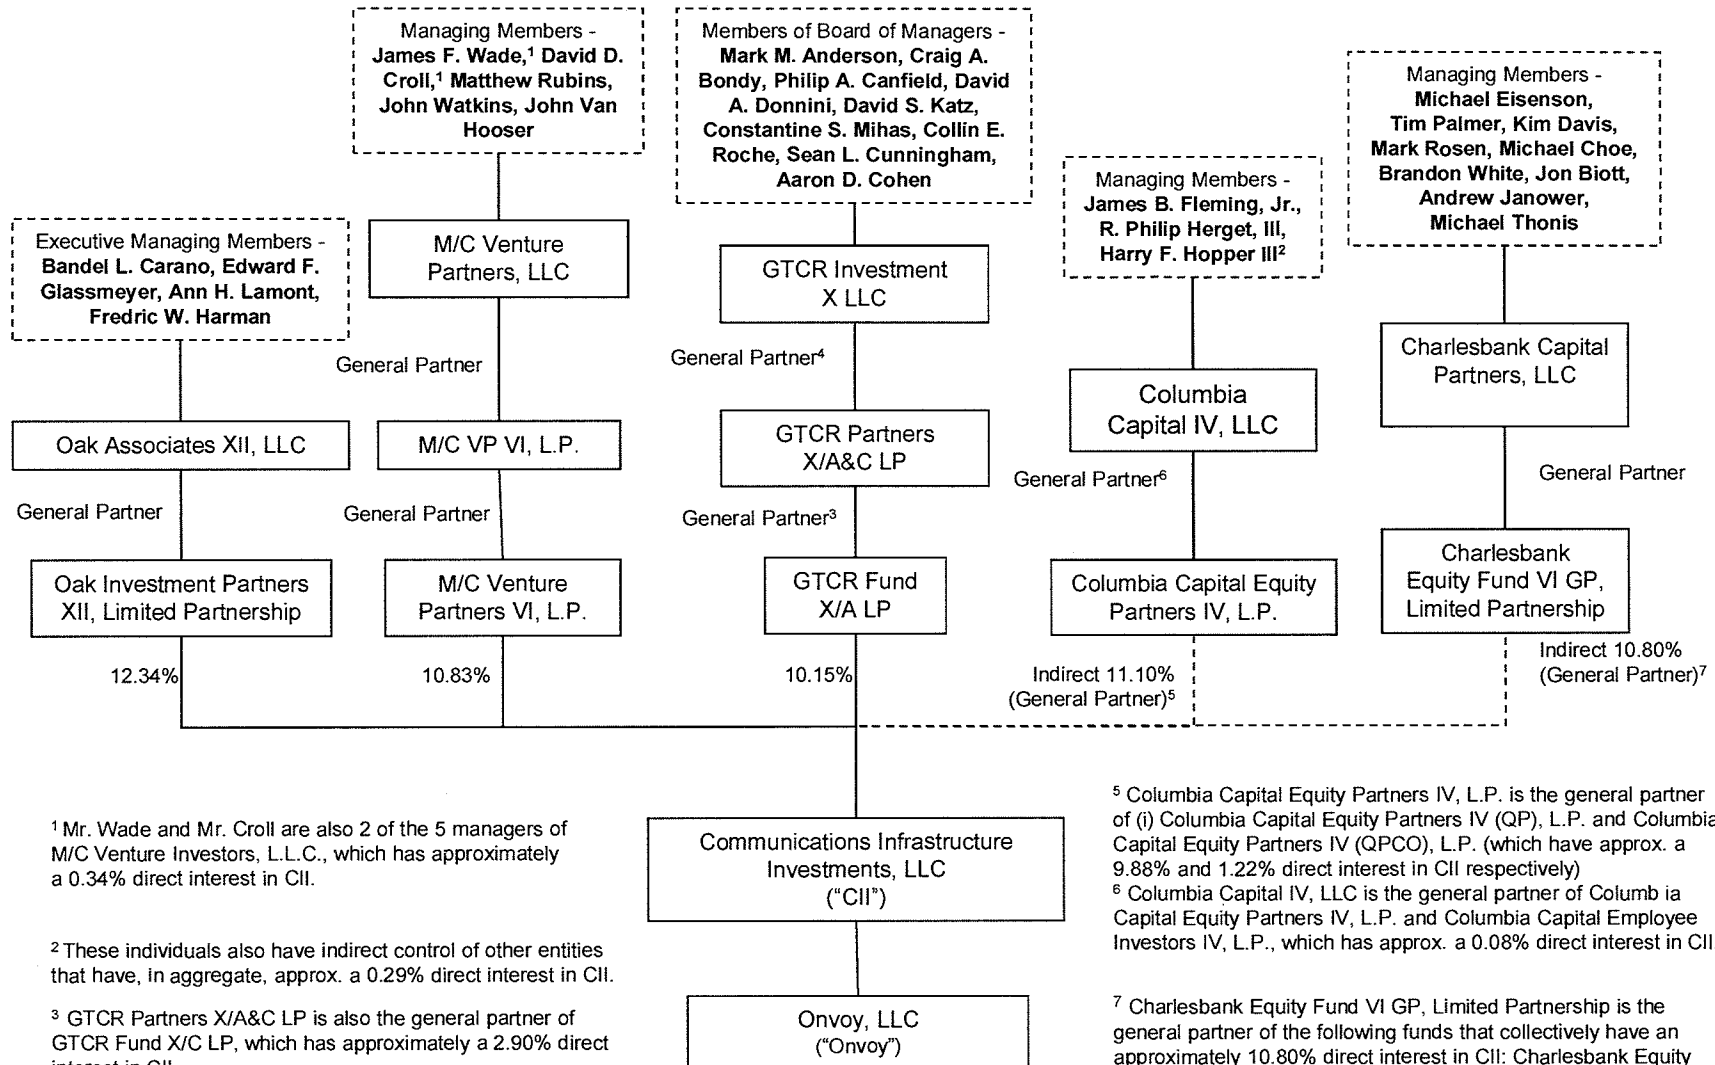 Managing Members -
James F. Wade,¹ David D.
Croll,¹ Matthew Rubins,
John Watkins, John Van
Hooser
Members of Board of Managers -
Mark M. Anderson, Craig A.
Bondy, Philip A. Canfield, David
A. Donnini, David S. Katz,
Constantine S. Mihas, Collin E.
Roche, Sean L. Cunningham,
Aaron D. Cohen
Managing Members -
Michael Eisenson,
Tim Palmer, Kim Davis,
Mark Rosen, Michael Choe,
Brandon White, Jon Biott,
Andrew Janower,
Michael Thonis
Managing Members -
James B. Fleming, Jr.,
R. Philip Herget, III,
Harry F. Hopper III²
Executive Managing Members -
Bandel L. Carano, Edward F.
Glassmeyer, Ann H. Lamont,
Fredric W. Harman
M/C Venture
Partners, LLC
GTCR Investment
X LLC
General Partner
General Partner⁴
Charlesbank Capital
Partners, LLC
Columbia
Capital IV, LLC
Oak Associates XII, LLC
M/C VP VI, L.P.
GTCR Partners
X/A&C LP
General Partner
General Partner
General Partner³
General Partner⁶
General Partner
Oak Investment Partners
XII, Limited Partnership
M/C Venture
Partners VI, L.P.
GTCR Fund
X/A LP
Columbia Capital Equity
Partners IV, L.P.
Charlesbank
Equity Fund VI GP,
Limited Partnership
12.34%
10.83%
10.15%
Indirect 11.10%
(General Partner)⁵
Indirect 10.80%
(General Partner)⁷
Communications Infrastructure
Investments, LLC
("CII")
Onvoy, LLC
("Onvoy")
¹ Mr. Wade and Mr. Croll are also 2 of the 5 managers of
M/C Venture Investors, L.L.C., which has approximately
a 0.34% direct interest in CII.
² These individuals also have indirect control of other entities
that have, in aggregate, approx. a 0.29% direct interest in CII.
³ GTCR Partners X/A&C LP is also the general partner of
GTCR Fund X/C LP, which has approximately a 2.90% direct
interest in CII
⁵ Columbia Capital Equity Partners IV, L.P. is the general partner
of (i) Columbia Capital Equity Partners IV (QP), L.P. and Columbia
Capital Equity Partners IV (QPCO), L.P. (which have approx. a
9.88% and 1.22% direct interest in CII respectively)
⁶ Columbia Capital IV, LLC is the general partner of Columb ia
Capital Equity Partners IV, L.P. and Columbia Capital Employee
Investors IV, L.P., which has approx. a 0.08% direct interest in CII
⁷ Charlesbank Equity Fund VI GP, Limited Partnership is the
general partner of the following funds that collectively have an
approximately 10.80% direct interest in CII: Charlesbank Equity